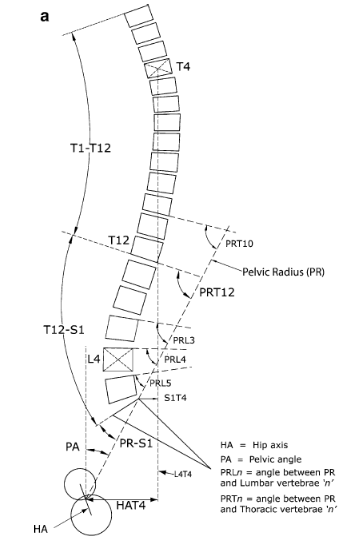 a
T4
T1-T12
T12
PRT10
Pelvic Radius (PR)
PRT12
T12-S1
PRL3
L4
PRL4
PRL5
S1T4
PR-S1
PA
HA = Hip axis
PA = Pelvic angle
PRLn = angle between PR
and Lumbar vertebrae 'n'
PRTn = angle between PR
and Thoracic vertebrae 'n'
L4T4
HAT4
HA